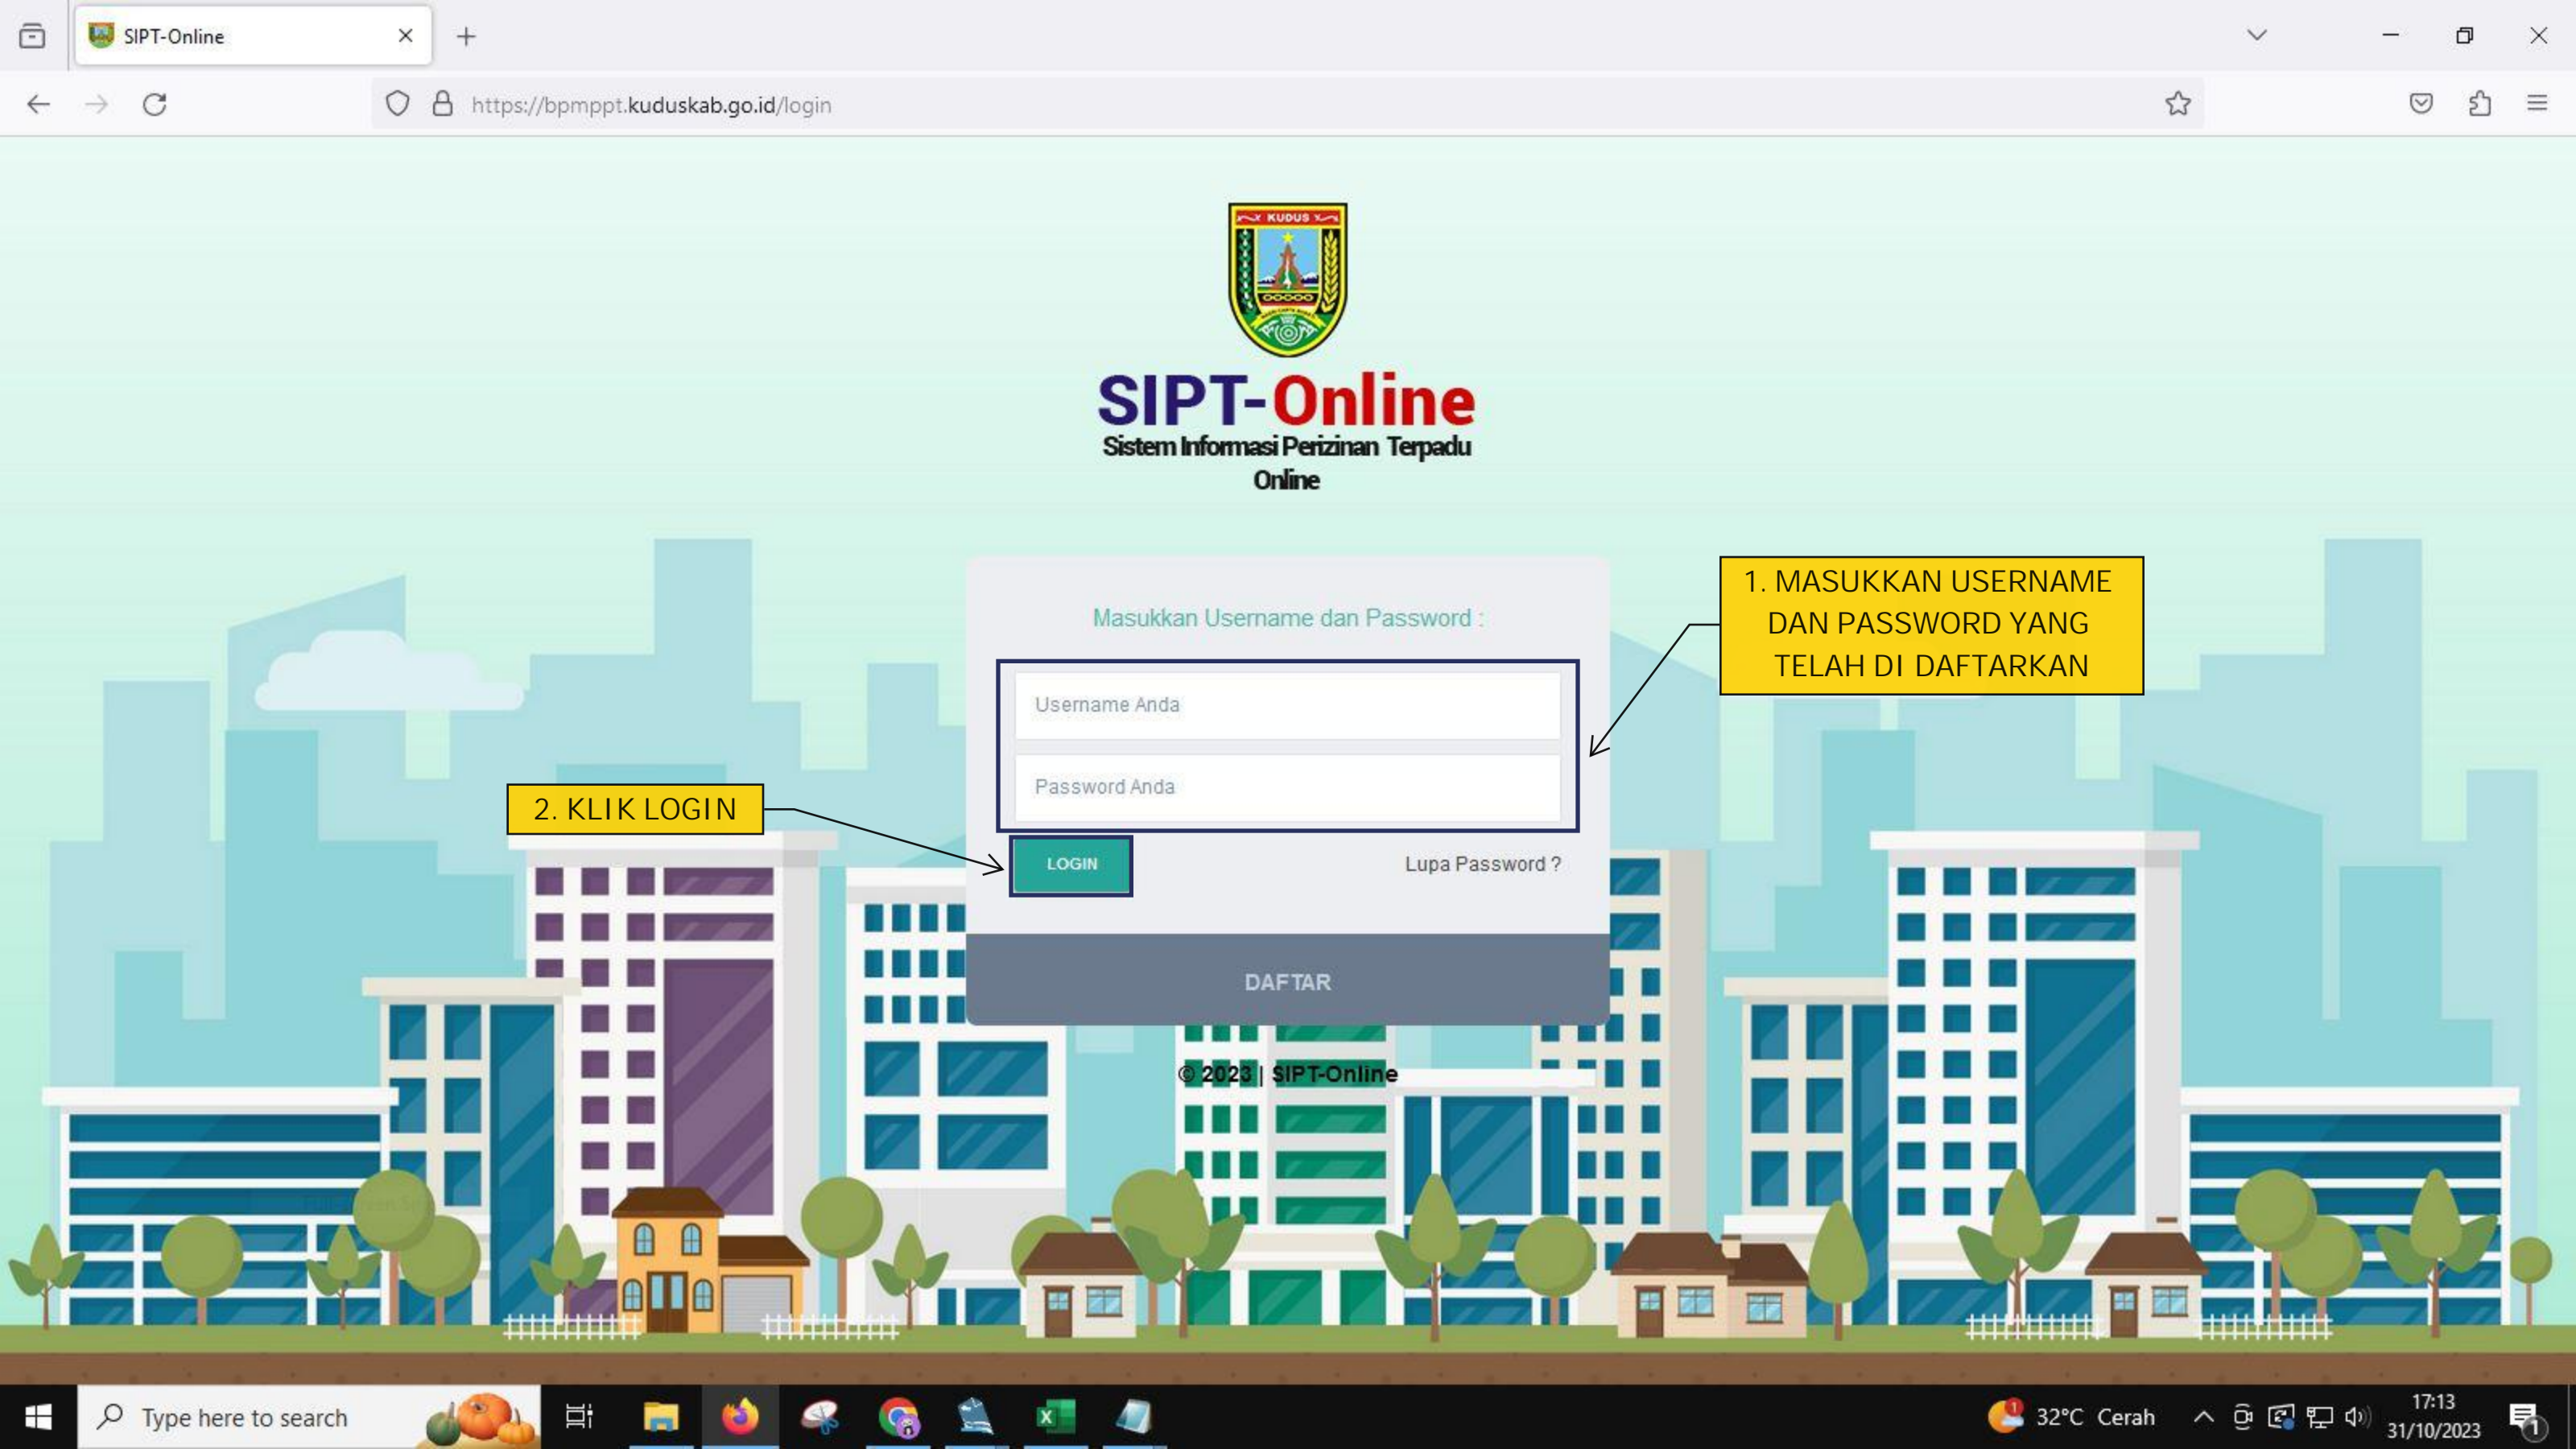 SIPT-Online
https://bpmppt.kuduskab.go.id/login
KUDUS
SIPT-Online
Sistem Informasi Perizinan Terpadu
Online
Masukkan Username dan Password :
1. MASUKKAN USERNAME
DAN PASSWORD YANG
TELAH DI DAFTARKAN
Username Anda
Password Anda
2. KLIK LOGIN
LOGIN
Lupa Password ?
DAFTAR
© 2023 | SIPT-Online
Type here to search
32°C Cerah
17:13
31/10/2023
1